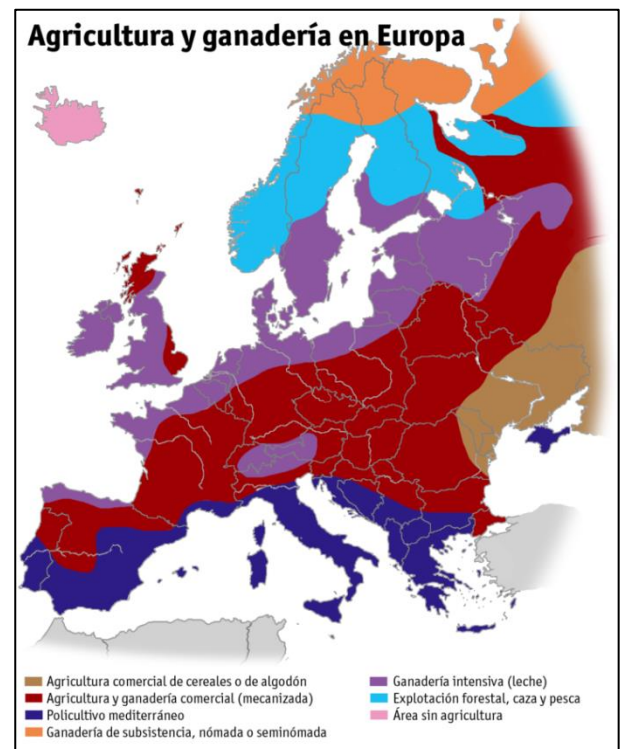 Agricultura y ganadería en Europa
Agricultura comercial de cereales o de algodón
Agricultura y ganadería comercial (mecanizada)
Policultivo mediterráneo
Ganadería de subsistencia, nómada o seminómada
Ganadería intensiva (leche)
Explotación forestal, caza y pesca
Área sin agricultura